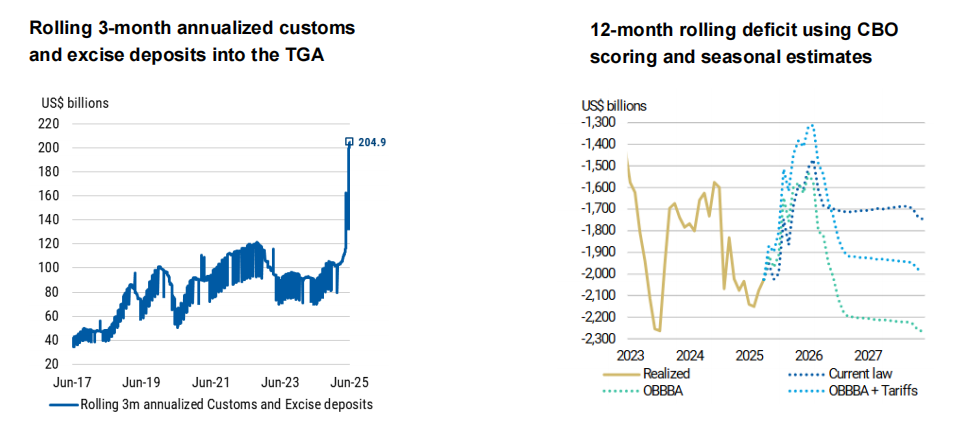 Rolling 3-month annualized customs
and excise deposits into the TGA
US$ billions
220
200
180
160
140
120
100
80
60
40
20
204.9
Jun-17
Jun-19
Jun-21
Jun-23
Jun-25
Rolling 3m annualized Customs and Excise deposits
12-month rolling deficit using CBO
scoring and seasonal estimates
US$ billions
-1,300
-1,400
-1,500
-1,600
-1,700
-1,800
-1,900
-2,000
-2,100
-2,200
-2,300
2023
2024
2025
2026
2027
Realized
Current law
OBBBA
OBBBA + Tariffs